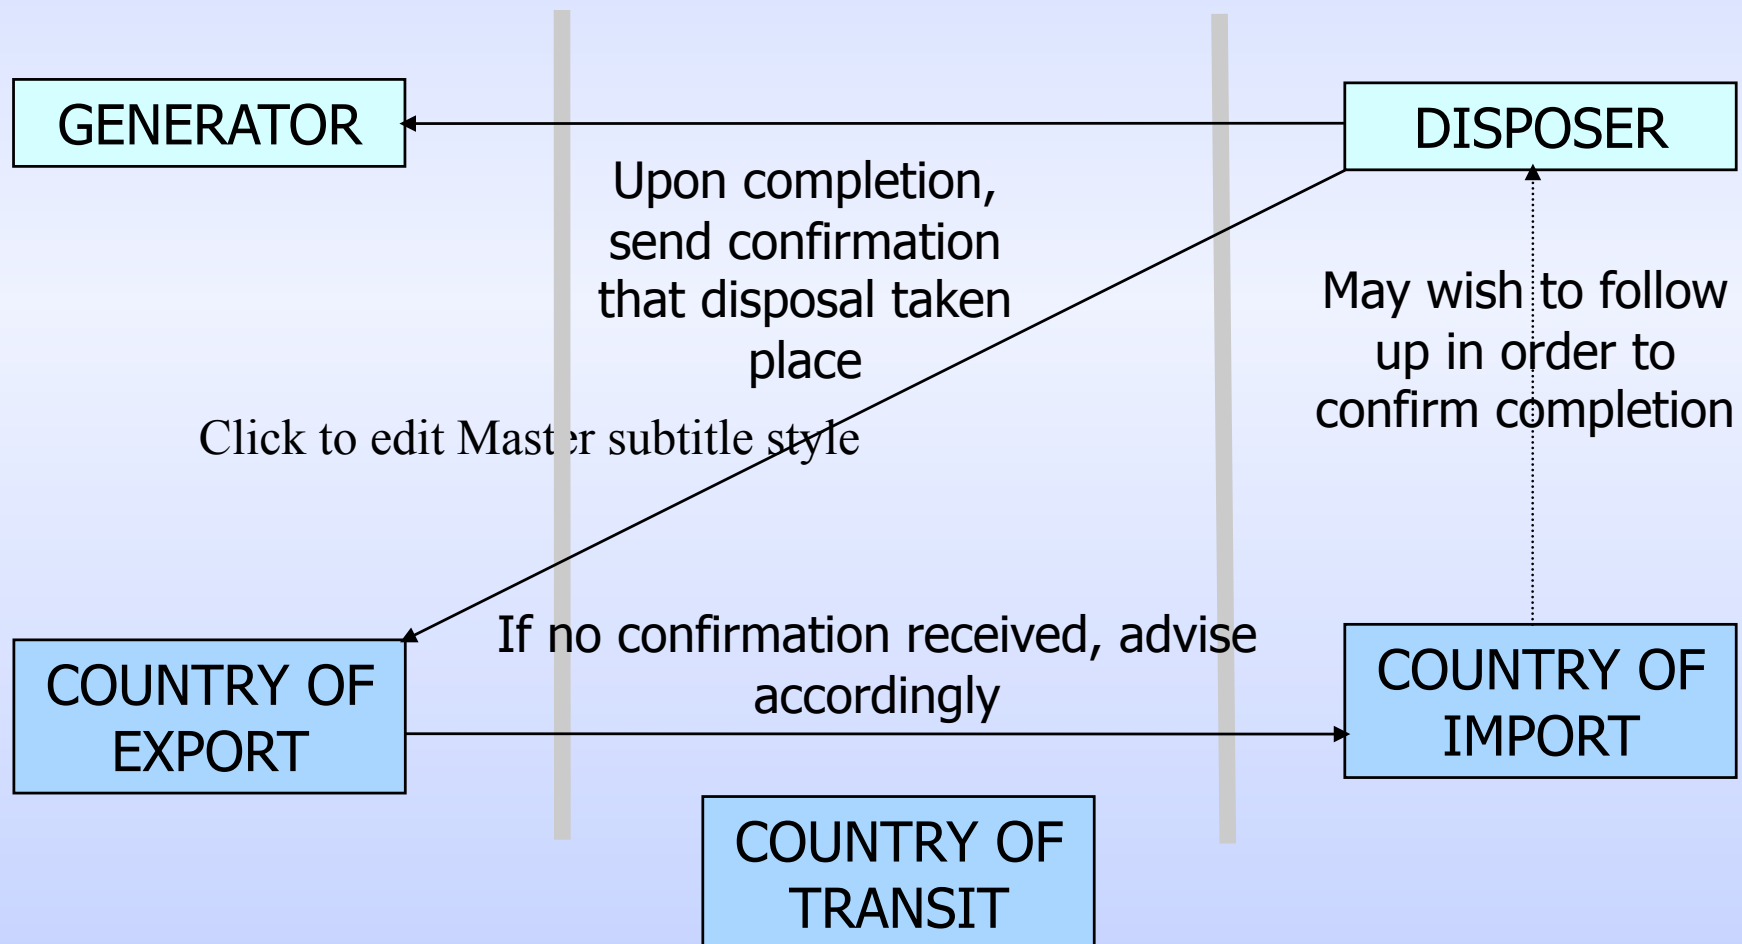 GENERATOR
DISPOSER
Upon completion,
send confirmation
that disposal taken
place
May wish to follow
up in order to
confirm completion
Click to edit Master subtitle style
If no confirmation received, advise
accordingly
COUNTRY OF
EXPORT
COUNTRY OF
IMPORT
COUNTRY OF
TRANSIT